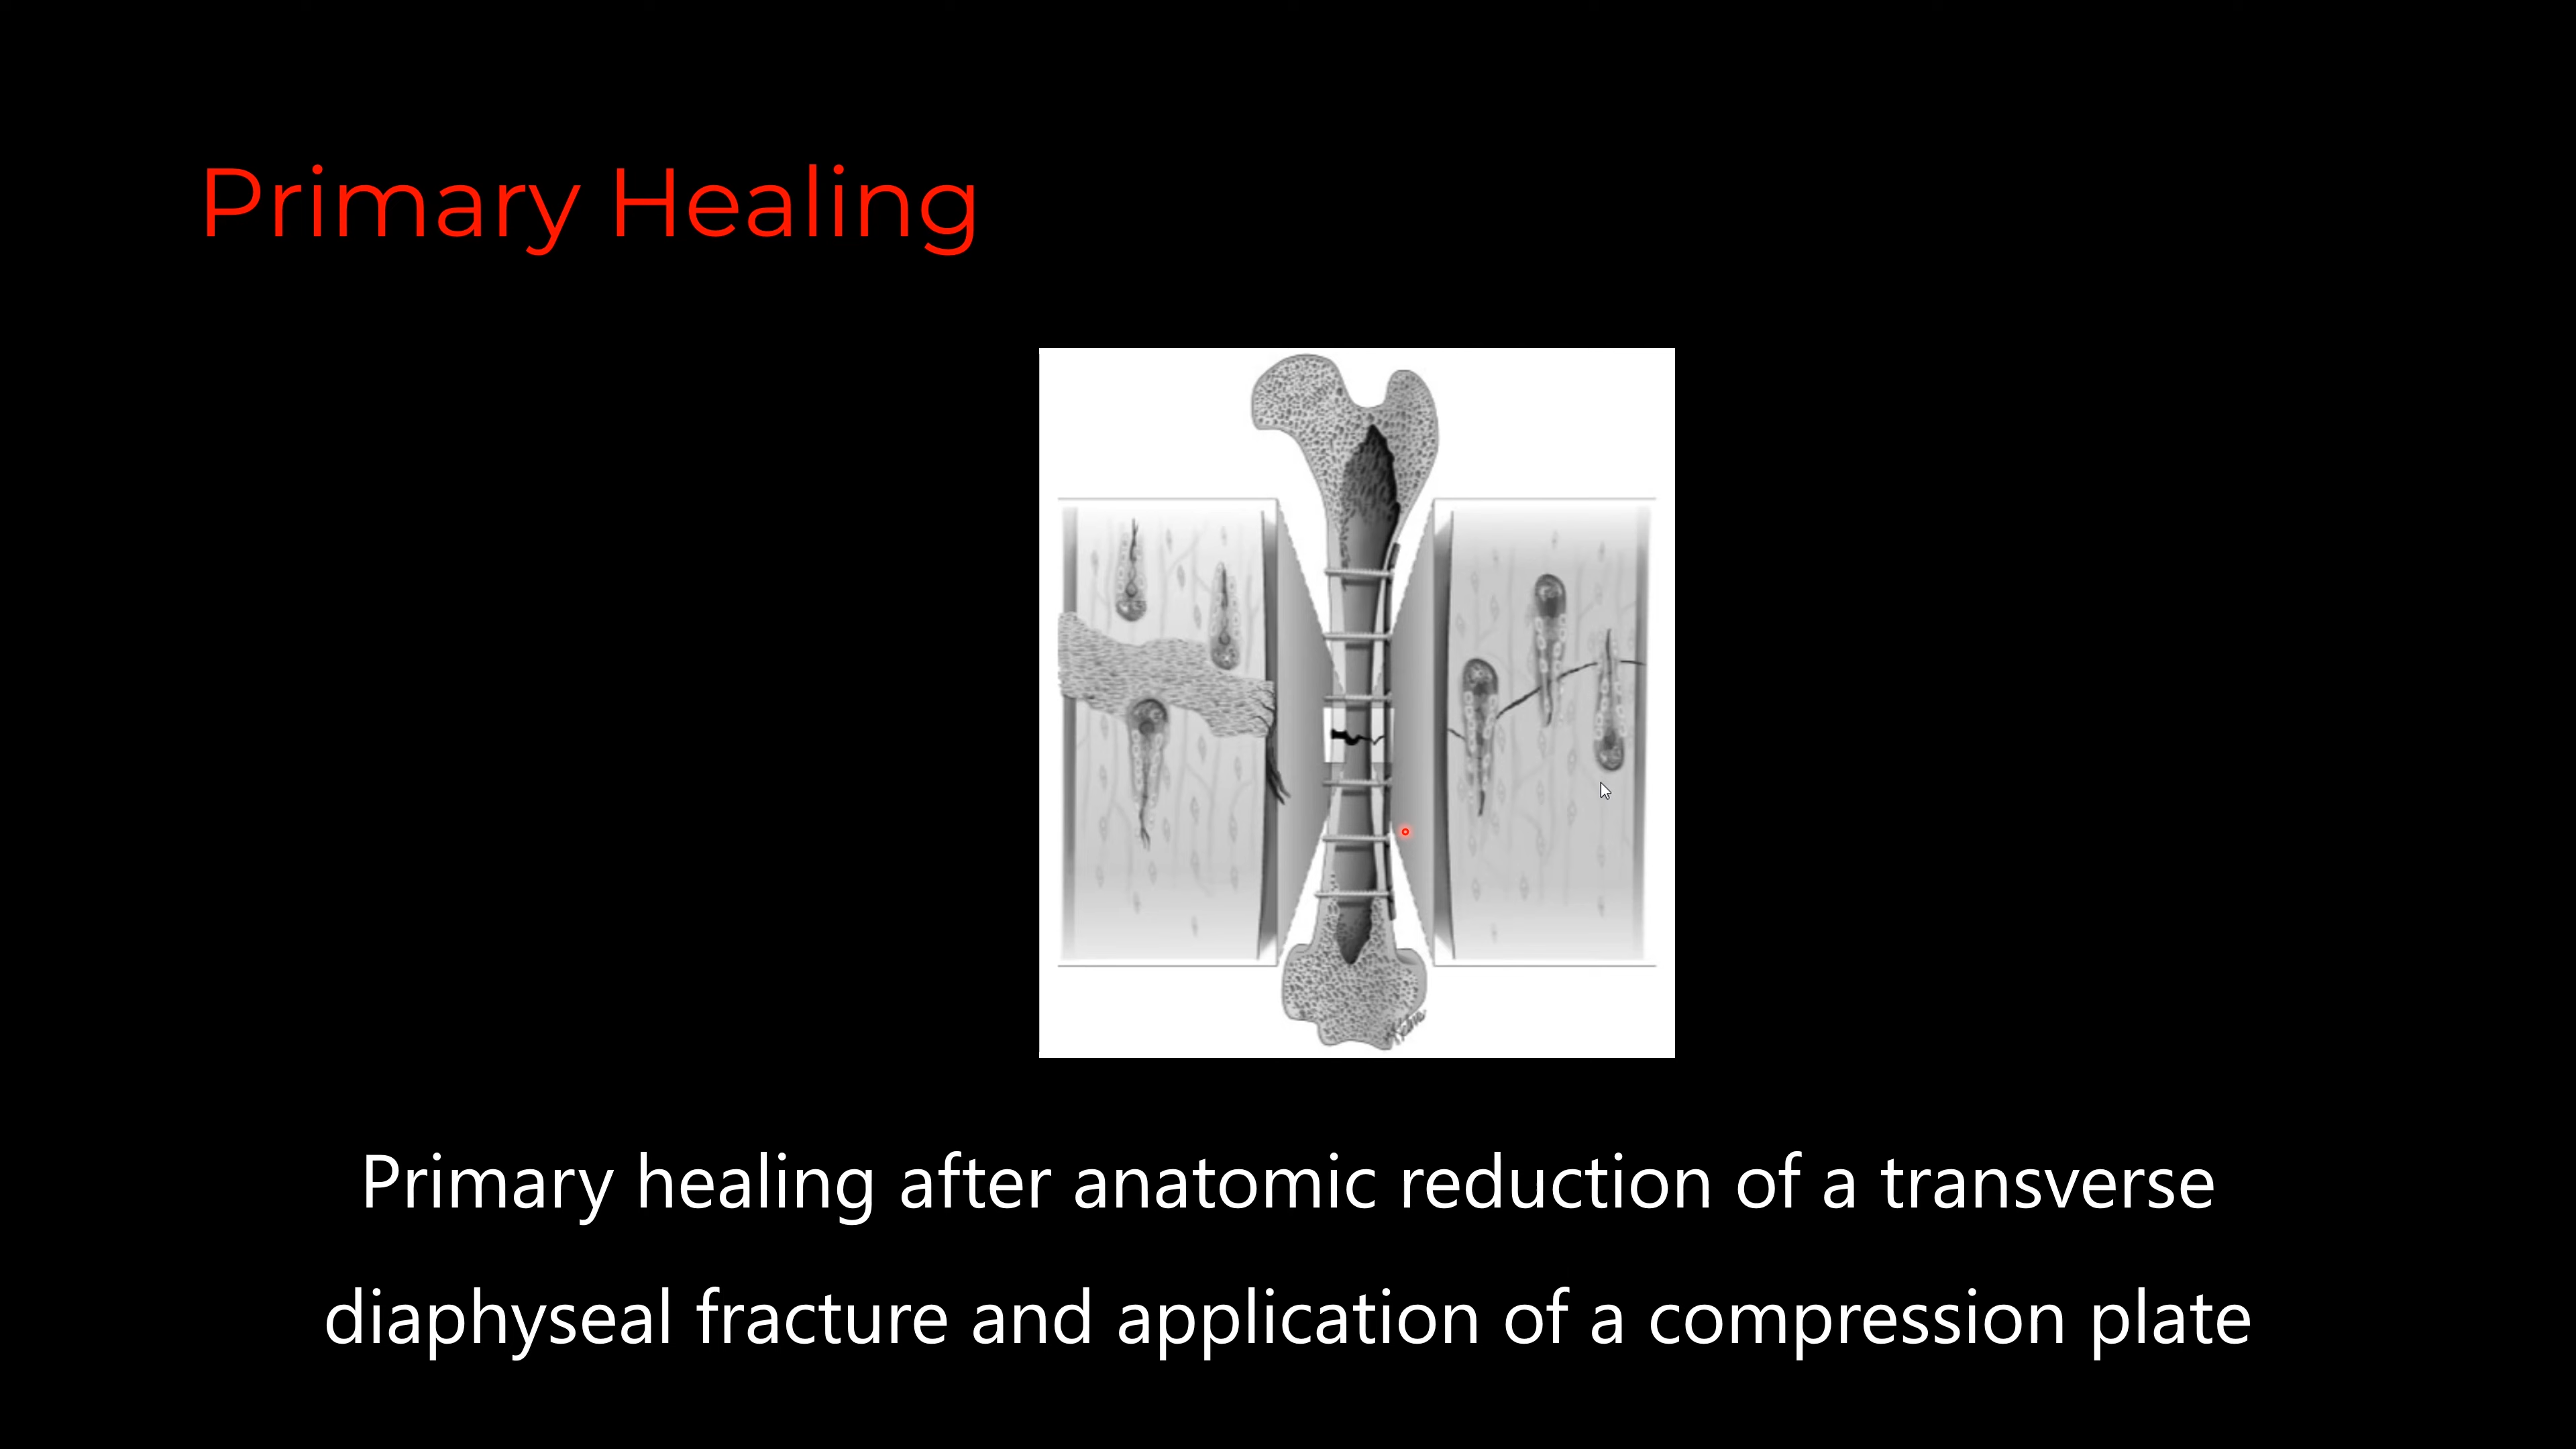 Primary Healing
Primary healing after anatomic reduction of a transverse
diaphyseal fracture and application of a compression plate